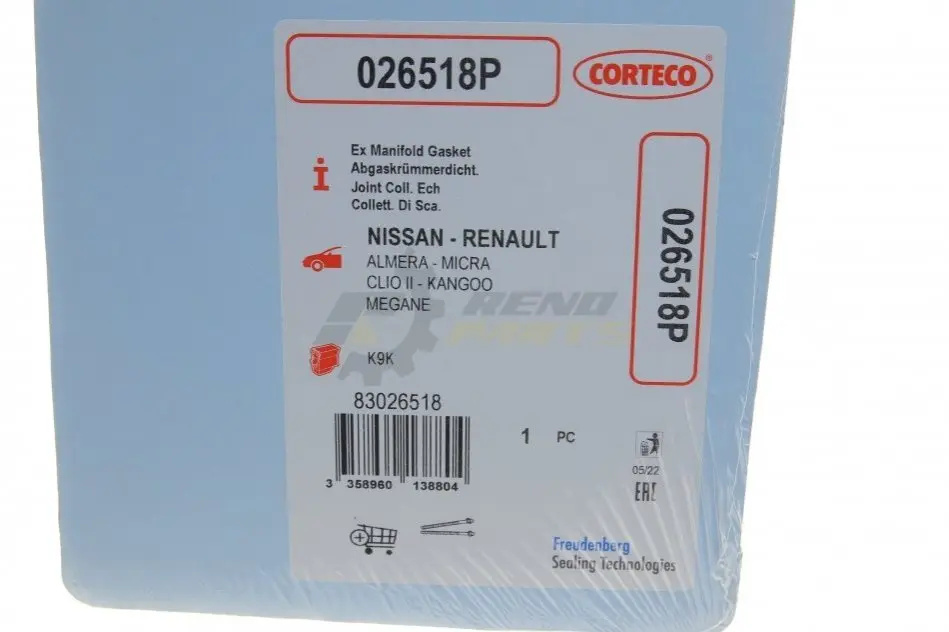 026518P
CORTECO®
Ex Manifold Gasket
Abgaskrümmerdicht.
Joint Coll. Ech
Collett. Di Sca.
NISSAN - RENAULT
ALMERA - MICRA
CLIO II - KANGOO
MEGANE
RENO
PARTS
K9K
026518P
83026518
3 358960 138804
1 PC
05/22
EAC
Freudenberg
Sealing Technologies